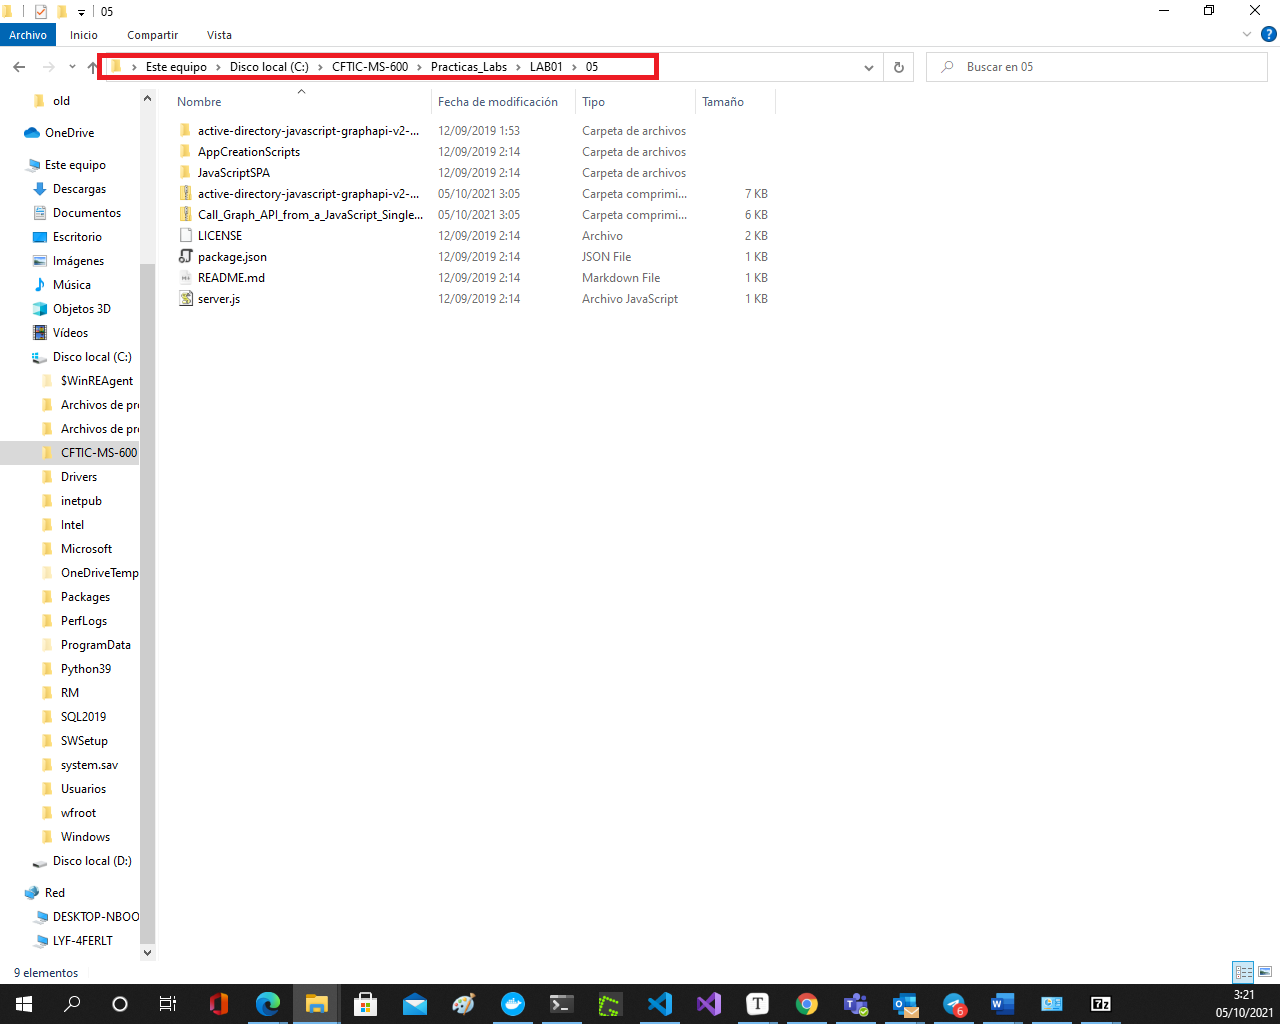 05
Archivo Inicio Compartir Vista
Este equipo Disco local (C:) CFTIC-MS-600 Practicas_Labs LAB01 05 Buscar en 05
old
OneDrive
Este equipo
Descargas
Documentos
Escritorio
Imágenes
Música
Objetos 3D
Vídeos
Disco local (C:)
$WinREAgent
Archivos de pro
Archivos de pro
CFTIC-MS-600
Drivers
inetpub
Intel
Microsoft
OneDriveTemp
Packages
PerfLogs
ProgramData
Python39
RM
SQL2019
SWSetup
system.sav
Usuarios
wfroot
Windows
Disco local (D:)
Red
DESKTOP-NBOO
LYF-4FERLT
Nombre Fecha de modificación Tipo Tamaño
active-directory-javascript-graphapi-v2-... 12/09/2019 1:53 Carpeta de archivos
AppCreationScripts 12/09/2019 2:14 Carpeta de archivos
JavaScriptSPA 12/09/2019 2:14 Carpeta de archivos
active-directory-javascript-graphapi-v2-... 05/10/2021 3:05 Carpeta comprimi... 7 KB
Call_Graph_API_from_a_JavaScript_Single... 05/10/2021 3:05 Carpeta comprimi... 6 KB
LICENSE 12/09/2019 2:14 Archivo 2 KB
package.json 12/09/2019 2:14 JSON File 1 KB
README.md 12/09/2019 2:14 Markdown File 1 KB
server.js 12/09/2019 2:14 Archivo JavaScript 1 KB
9 elementos
3:21
05/10/2021